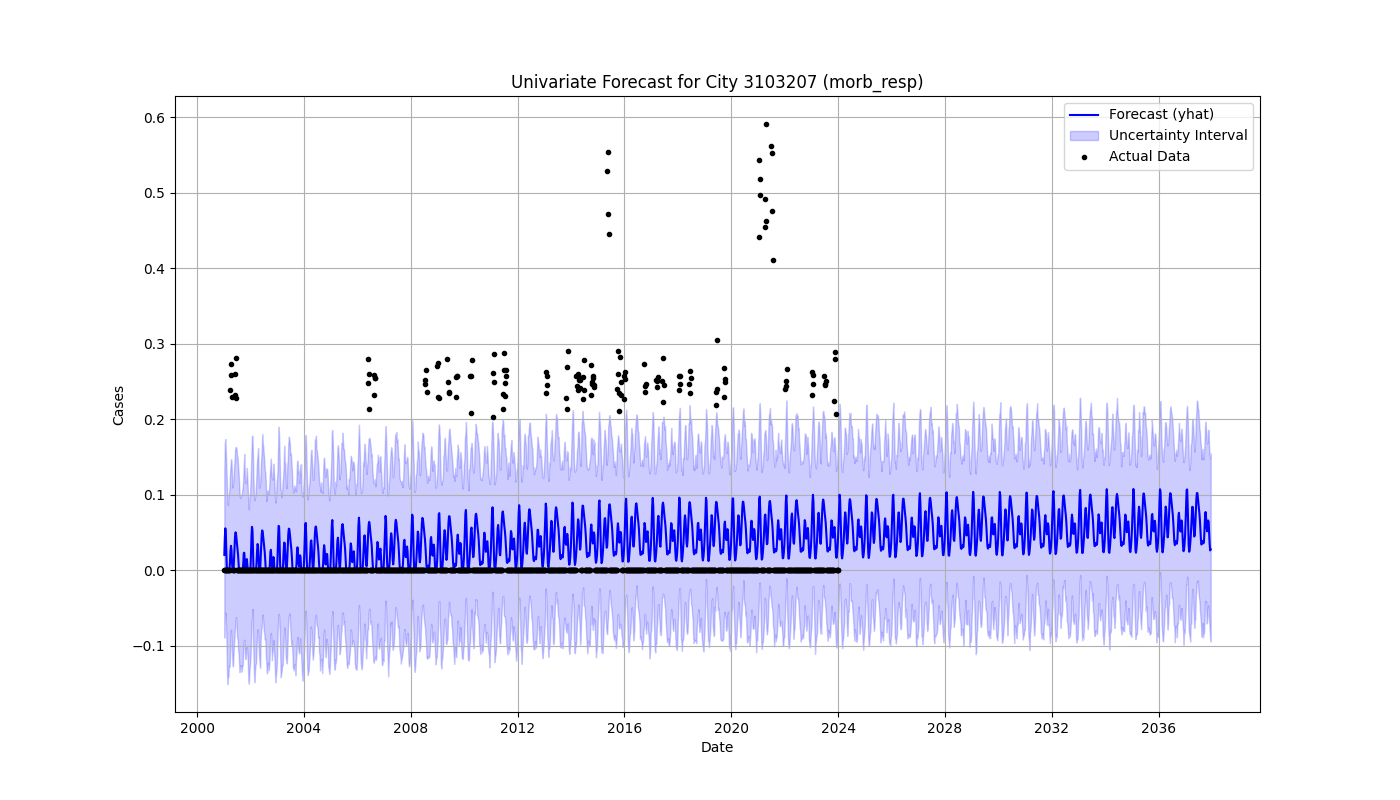 Univariate Forecast for City 3103207 (morb_resp)
Forecast (yhat)
Uncertainty Interval
Actual Data
0.6
0.5
0.4
0.3
0.2
0.1
0.0
−0.1
Cases
2000 2004 2008 2012 2016 2020 2024 2028 2032 2036
Date